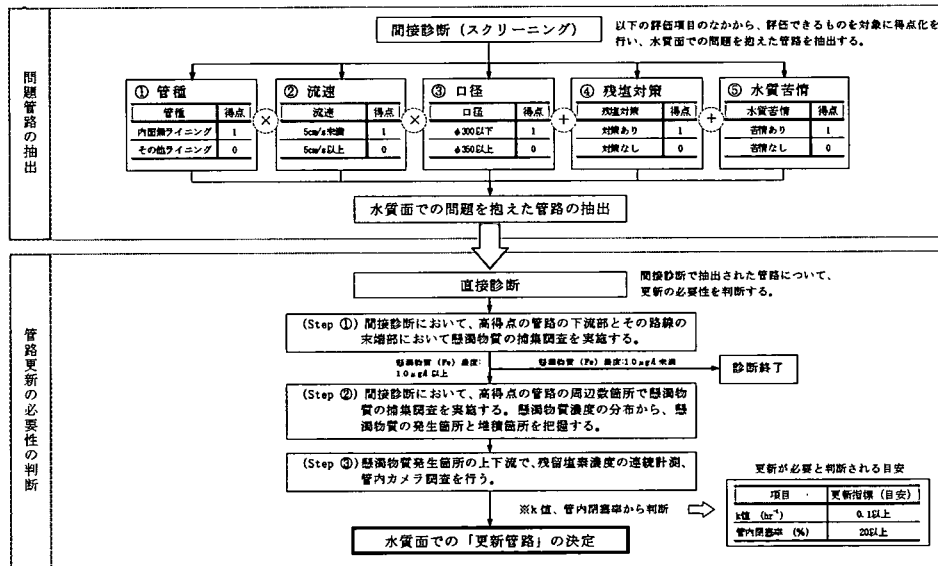 問題管路の抽出
間接診断（スクリーニング）
以下の評価項目のなかから、評価できるものを対象に得点化を
行い、水質面での問題を抱えた管路を抽出する。
① 管種
管種 得点
内面無ライニング 1
その他ライニング 0
×
② 流速
流速 得点
5cm/s未満 1
5cm/s以上 0
×
③ 口径
口径 得点
φ300以下 1
φ350以上 0
+
④ 残塩対策
残塩対策 得点
対策あり 1
対策なし 0
+
⑤ 水質苦情
水質苦情 得点
苦情あり 1
苦情なし 0
水質面での問題を抱えた管路の抽出
管路更新の必要性の判断
直接診断
間接診断で抽出された管路について、
更新の必要性を判断する。
(Step ①) 間接診断において、高得点の管路の下流部とその路線の
末端部において懸濁物質の捕集調査を実施する。
懸濁物質（Fe）濃度:
10μg/l以上
懸濁物質（Fe）濃度:10μg/l未満
診断終了
(Step ②) 間接診断において、高得点の管路の周辺数箇所で懸濁物
質の捕集調査を実施する。懸濁物質濃度の分布から、懸
濁物質の発生箇所と堆積箇所を把握する。
(Step ③) 懸濁物質発生箇所の上下流で、残留塩素濃度の連続計測、
管内カメラ調査を行う。
※k値、管内閉塞率から判断
更新が必要と判断される目安
項目 更新指標（目安）
k値 (hr⁻¹) 0.1以上
管内閉塞率 (%) 20以上
水質面での「更新管路」の決定